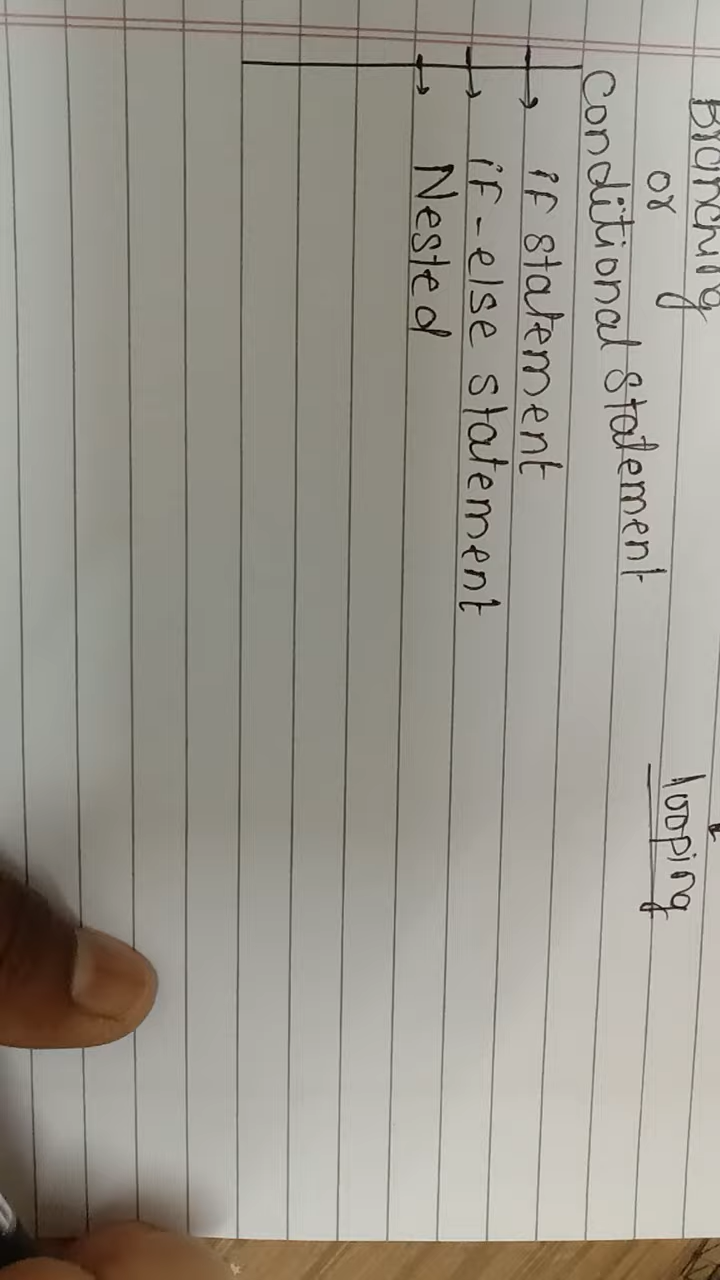 Branching
or
Conditional statement
looping
if statement
if-else statement
Nested